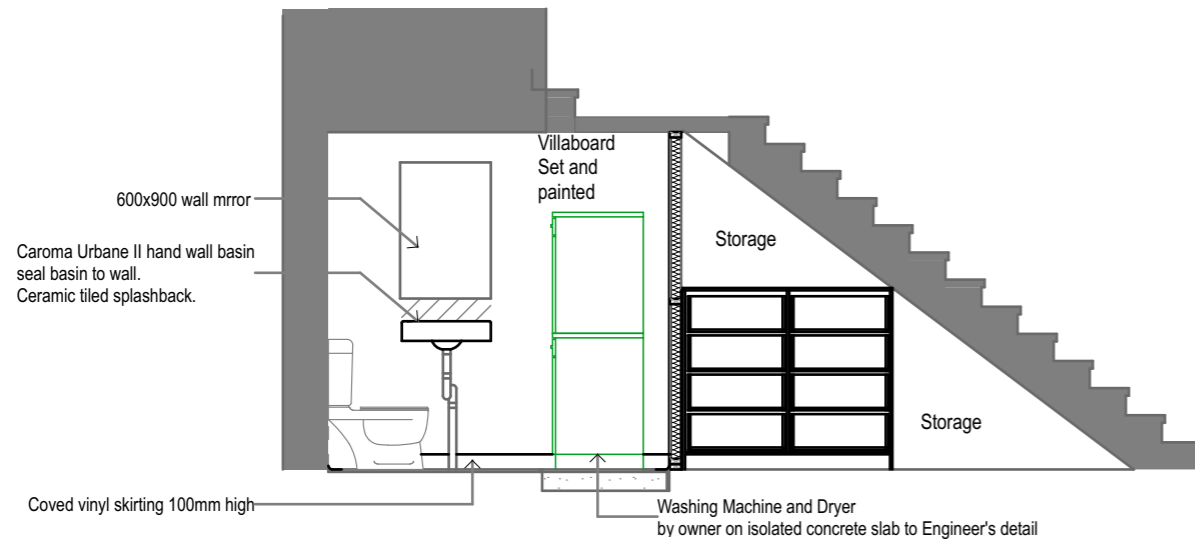 Villaboard
Set and
painted
600x900 wall mrror
Caroma Urbane II hand wall basin
seal basin to wall.
Ceramic tiled splashback.
Storage
Storage
Coved vinyl skirting 100mm high
Washing Machine and Dryer
by owner on isolated concrete slab to Engineer's detail